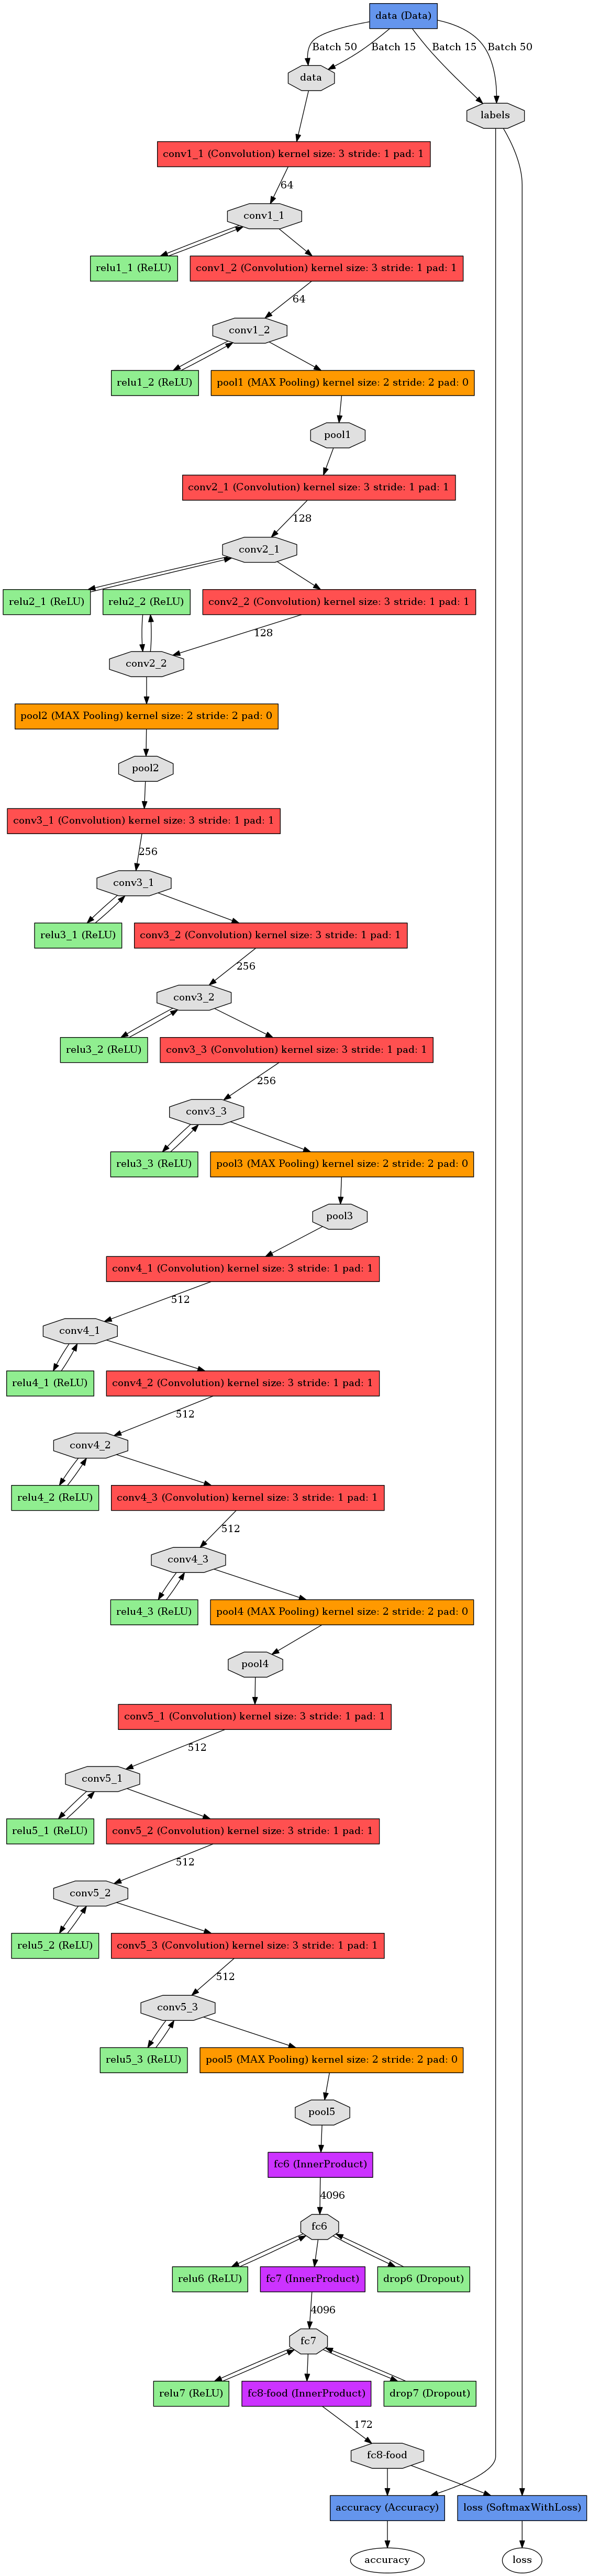 data (Data)
Batch 50
Batch 15
Batch 15
Batch 50
data
labels
conv1_1 (Convolution) kernel size: 3 stride: 1 pad: 1
64
conv1_1
relu1_1 (ReLU)
conv1_2 (Convolution) kernel size: 3 stride: 1 pad: 1
64
conv1_2
relu1_2 (ReLU)
pool1 (MAX Pooling) kernel size: 2 stride: 2 pad: 0
pool1
conv2_1 (Convolution) kernel size: 3 stride: 1 pad: 1
128
conv2_1
relu2_1 (ReLU)
relu2_2 (ReLU)
conv2_2 (Convolution) kernel size: 3 stride: 1 pad: 1
128
conv2_2
pool2 (MAX Pooling) kernel size: 2 stride: 2 pad: 0
pool2
conv3_1 (Convolution) kernel size: 3 stride: 1 pad: 1
256
conv3_1
relu3_1 (ReLU)
conv3_2 (Convolution) kernel size: 3 stride: 1 pad: 1
256
conv3_2
relu3_2 (ReLU)
conv3_3 (Convolution) kernel size: 3 stride: 1 pad: 1
256
conv3_3
relu3_3 (ReLU)
pool3 (MAX Pooling) kernel size: 2 stride: 2 pad: 0
pool3
conv4_1 (Convolution) kernel size: 3 stride: 1 pad: 1
512
conv4_1
relu4_1 (ReLU)
conv4_2 (Convolution) kernel size: 3 stride: 1 pad: 1
512
conv4_2
relu4_2 (ReLU)
conv4_3 (Convolution) kernel size: 3 stride: 1 pad: 1
512
conv4_3
relu4_3 (ReLU)
pool4 (MAX Pooling) kernel size: 2 stride: 2 pad: 0
pool4
conv5_1 (Convolution) kernel size: 3 stride: 1 pad: 1
512
conv5_1
relu5_1 (ReLU)
conv5_2 (Convolution) kernel size: 3 stride: 1 pad: 1
512
conv5_2
relu5_2 (ReLU)
conv5_3 (Convolution) kernel size: 3 stride: 1 pad: 1
512
conv5_3
relu5_3 (ReLU)
pool5 (MAX Pooling) kernel size: 2 stride: 2 pad: 0
pool5
fc6 (InnerProduct)
4096
fc6
relu6 (ReLU)
fc7 (InnerProduct)
drop6 (Dropout)
4096
fc7
relu7 (ReLU)
fc8-food (InnerProduct)
drop7 (Dropout)
172
fc8-food
accuracy (Accuracy)
loss (SoftmaxWithLoss)
accuracy
loss